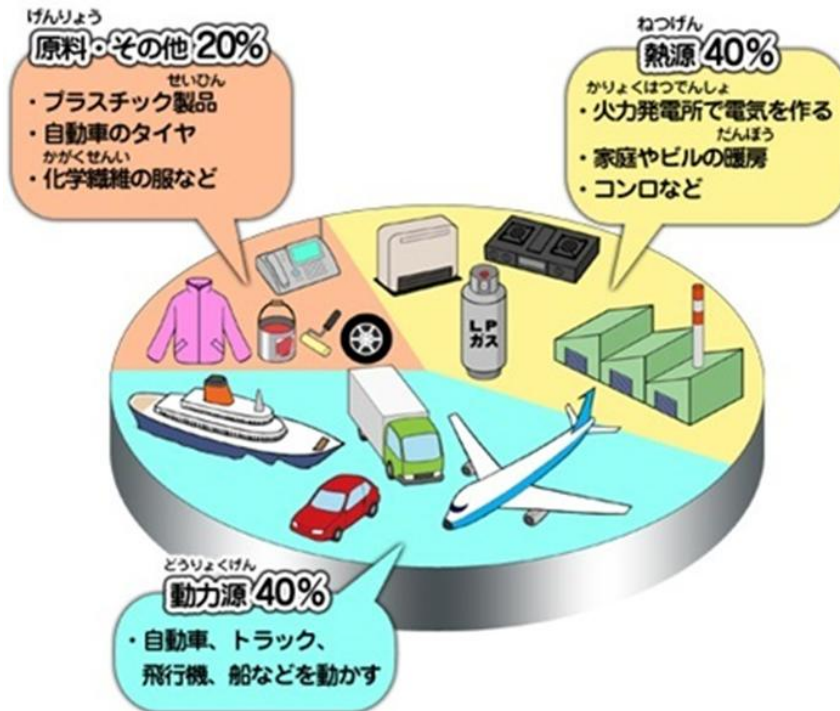 げんりょう
原料・その他 20%
せいひん
・プラスチック製品
・自動車のタイヤ
かがくせんい
・化学繊維の服など
ねつげん
熱源 40%
かりょくはつでんしょ
・火力発電所で電気を作る
だんぼう
・家庭やビルの暖房
・コンロなど
LP
ガス
どうりょくげん
動力源 40%
・自動車、トラック、
飛行機、船などを動かす